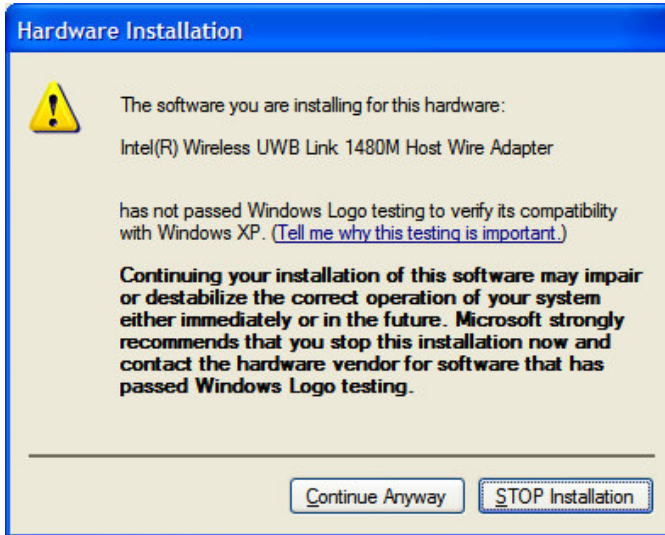 Hardware Installation
The software you are installing for this hardware:
Intel(R) Wireless UWB Link 1480M Host Wire Adapter
has not passed Windows Logo testing to verify its compatibility
with Windows XP. (Tell me why this testing is important.)
Continuing your installation of this software may impair
or destabilize the correct operation of your system
either immediately or in the future. Microsoft strongly
recommends that you stop this installation now and
contact the hardware vendor for software that has
passed Windows Logo testing.
Continue Anyway
STOP Installation